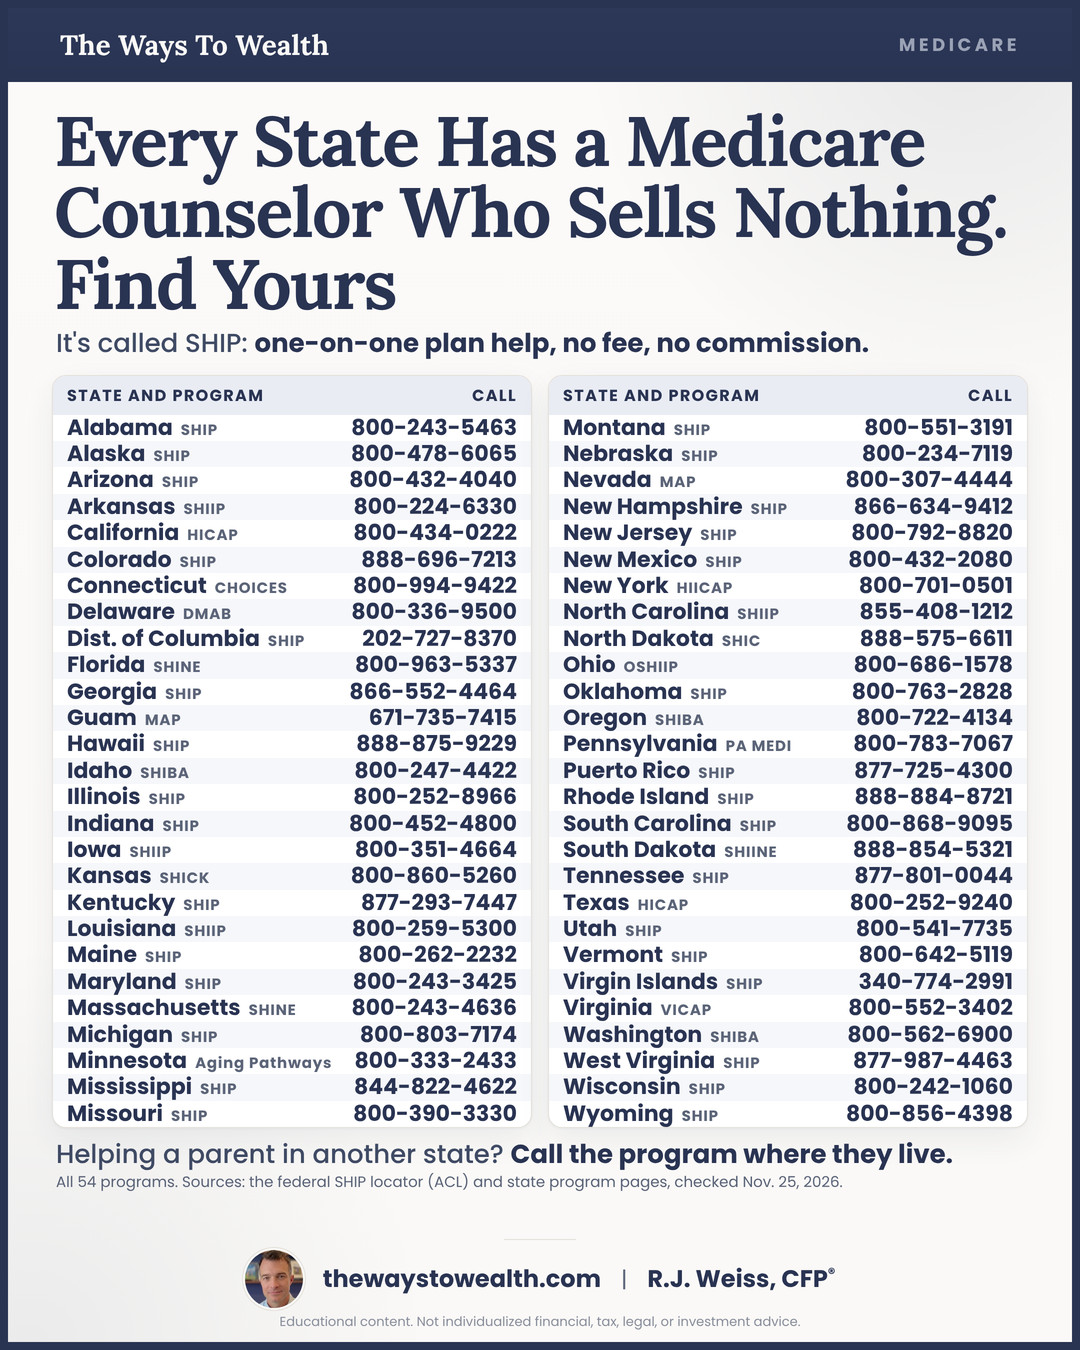 The Ways To Wealth
MEDICARE
Every State Has a Medicare
Counselor Who Sells Nothing.
Find Yours
It's called SHIP: one-on-one plan help, no fee, no commission.
STATE AND PROGRAM CALL
Alabama SHIP 800-243-5463
Alaska SHIP 800-478-6065
Arizona SHIP 800-432-4040
Arkansas SHIIP 800-224-6330
California HICAP 800-434-0222
Colorado SHIP 888-696-7213
Connecticut CHOICES 800-994-9422
Delaware DMAB 800-336-9500
Dist. of Columbia SHIP 202-727-8370
Florida SHINE 800-963-5337
Georgia SHIP 866-552-4464
Guam MAP 671-735-7415
Hawaii SHIP 888-875-9229
Idaho SHIBA 800-247-4422
Illinois SHIP 800-252-8966
Indiana SHIP 800-452-4800
Iowa SHIIP 800-351-4664
Kansas SHICK 800-860-5260
Kentucky SHIP 877-293-7447
Louisiana SHIIP 800-259-5300
Maine SHIP 800-262-2232
Maryland SHIP 800-243-3425
Massachusetts SHINE 800-243-4636
Michigan SHIP 800-803-7174
Minnesota Aging Pathways 800-333-2433
Mississippi SHIP 844-822-4622
Missouri SHIP 800-390-3330
STATE AND PROGRAM CALL
Montana SHIP 800-551-3191
Nebraska SHIP 800-234-7119
Nevada MAP 800-307-4444
New Hampshire SHIP 866-634-9412
New Jersey SHIP 800-792-8820
New Mexico SHIP 800-432-2080
New York HIICAP 800-701-0501
North Carolina SHIIP 855-408-1212
North Dakota SHIC 888-575-6611
Ohio OSHIIP 800-686-1578
Oklahoma SHIP 800-763-2828
Oregon SHIBA 800-722-4134
Pennsylvania PA MEDI 800-783-7067
Puerto Rico SHIP 877-725-4300
Rhode Island SHIP 888-884-8721
South Carolina SHIP 800-868-9095
South Dakota SHIINE 888-854-5321
Tennessee SHIP 877-801-0044
Texas HICAP 800-252-9240
Utah SHIP 800-541-7735
Vermont SHIP 800-642-5119
Virgin Islands SHIP 340-774-2991
Virginia VICAP 800-552-3402
Washington SHIBA 800-562-6900
West Virginia SHIP 877-987-4463
Wisconsin SHIP 800-242-1060
Wyoming SHIP 800-856-4398
Helping a parent in another state? Call the program where they live.
All 54 programs. Sources: the federal SHIP locator (ACL) and state program pages, checked Nov. 25, 2026.
thewaystowealth.com | R.J. Weiss, CFP®
Educational content. Not individualized financial, tax, legal, or investment advice.